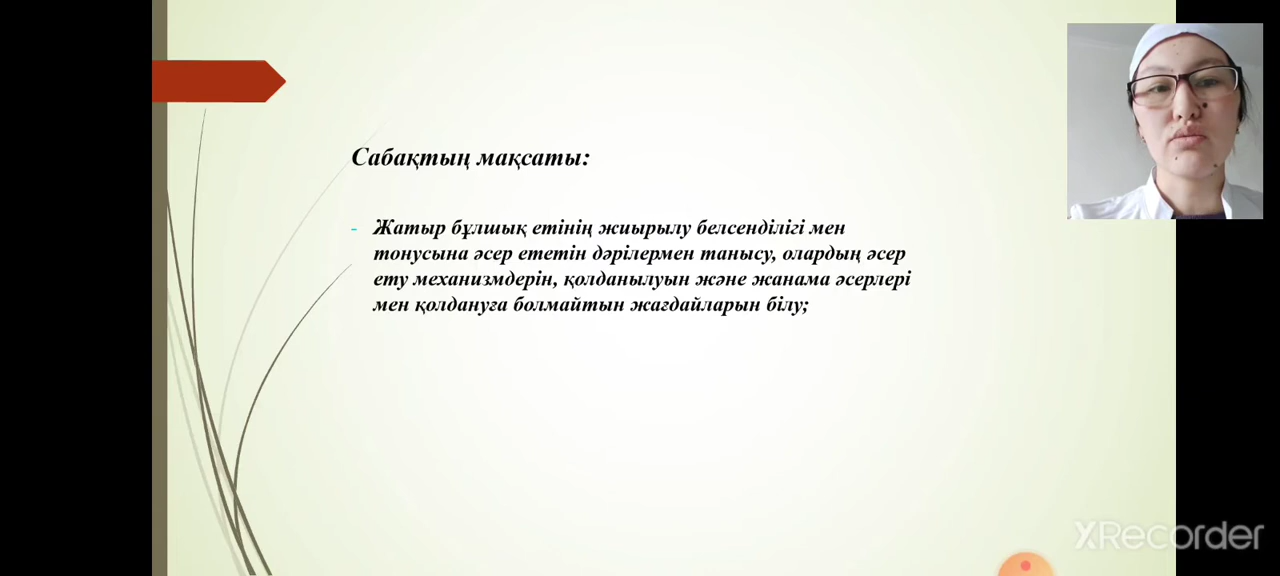 Сабақтың мақсаты:
- Жатыр бұлшық етінің жиырылу белсенділігі мен
тонусына әсер ететін дәрілермен танысу, олардың әсер
ету механизмдерін, қолданылуын және жанама әсерлері
мен қолдануға болмайтын жағдайларын білу;
XRecorder